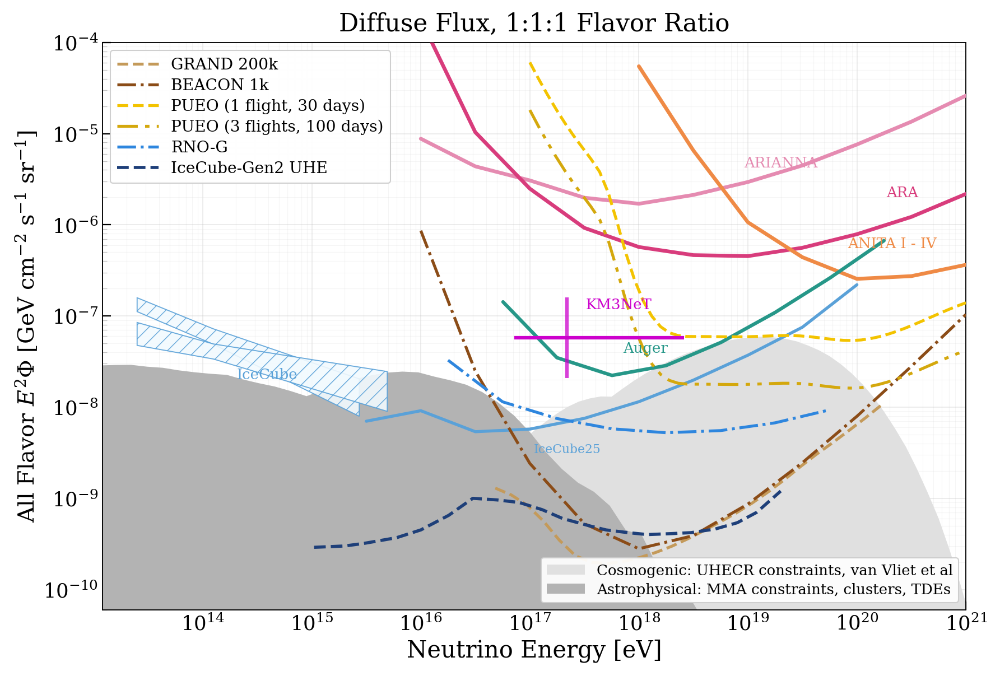 Diffuse Flux, 1:1:1 Flavor Ratio
All Flavor E²Φ [GeV cm⁻² s⁻¹ sr⁻¹]
10⁻⁴
10⁻⁵
10⁻⁶
10⁻⁷
10⁻⁸
10⁻⁹
10⁻¹⁰
GRAND 200k
BEACON 1k
PUEO (1 flight, 30 days)
PUEO (3 flights, 100 days)
RNO-G
IceCube-Gen2 UHE
ARIANNA
ARA
ANITA I - IV
KM3NeT
Auger
IceCube
IceCube25
Cosmogenic: UHECR constraints, van Vliet et al
Astrophysical: MMA constraints, clusters, TDEs
10¹⁴ 10¹⁵ 10¹⁶ 10¹⁷ 10¹⁸ 10¹⁹ 10²⁰ 10²¹
Neutrino Energy [eV]